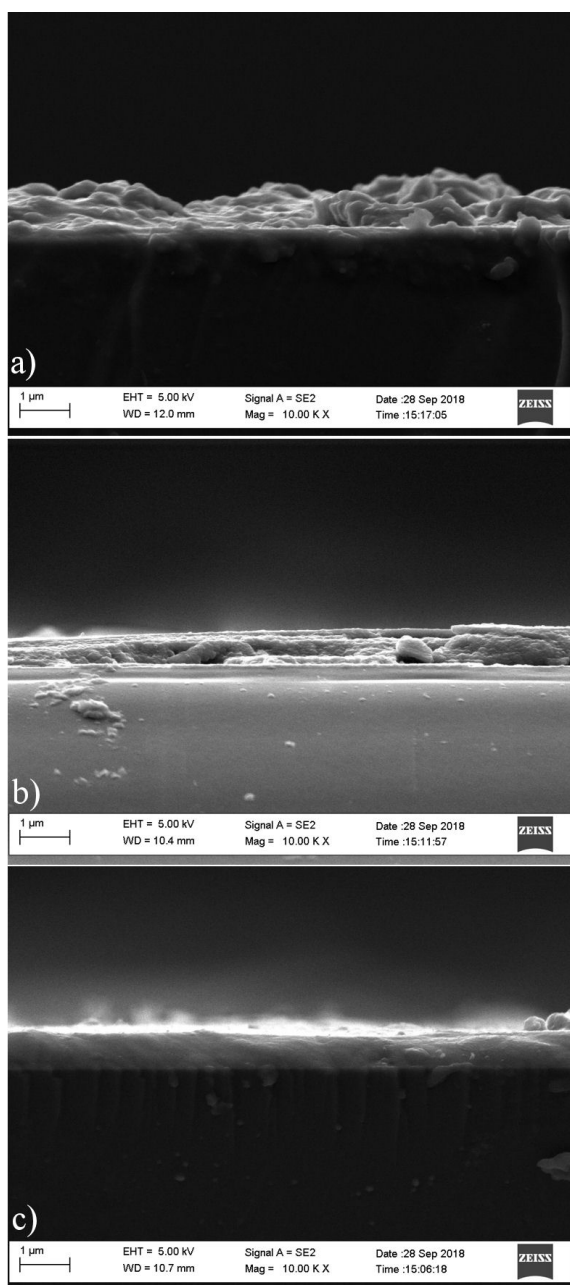 a)
1 µm
EHT = 5.00 kV
WD = 12.0 mm
Signal A = SE2
Mag = 10.00 K X
Date :28 Sep 2018
Time :15:17:05
ZEISS
b)
1 µm
EHT = 5.00 kV
WD = 10.4 mm
Signal A = SE2
Mag = 10.00 K X
Date :28 Sep 2018
Time :15:11:57
ZEISS
c)
1 µm
EHT = 5.00 kV
WD = 10.7 mm
Signal A = SE2
Mag = 10.00 K X
Date :28 Sep 2018
Time :15:06:18
ZEISS